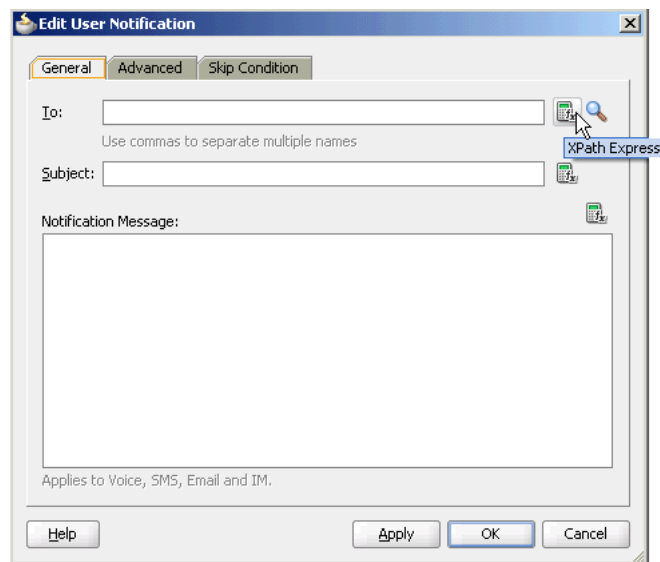 Edit User Notification
General Advanced Skip Condition
To:
Use commas to separate multiple names
XPath Express
Subject:
Notification Message:
Applies to Voice, SMS, Email and IM.
Help Apply OK Cancel